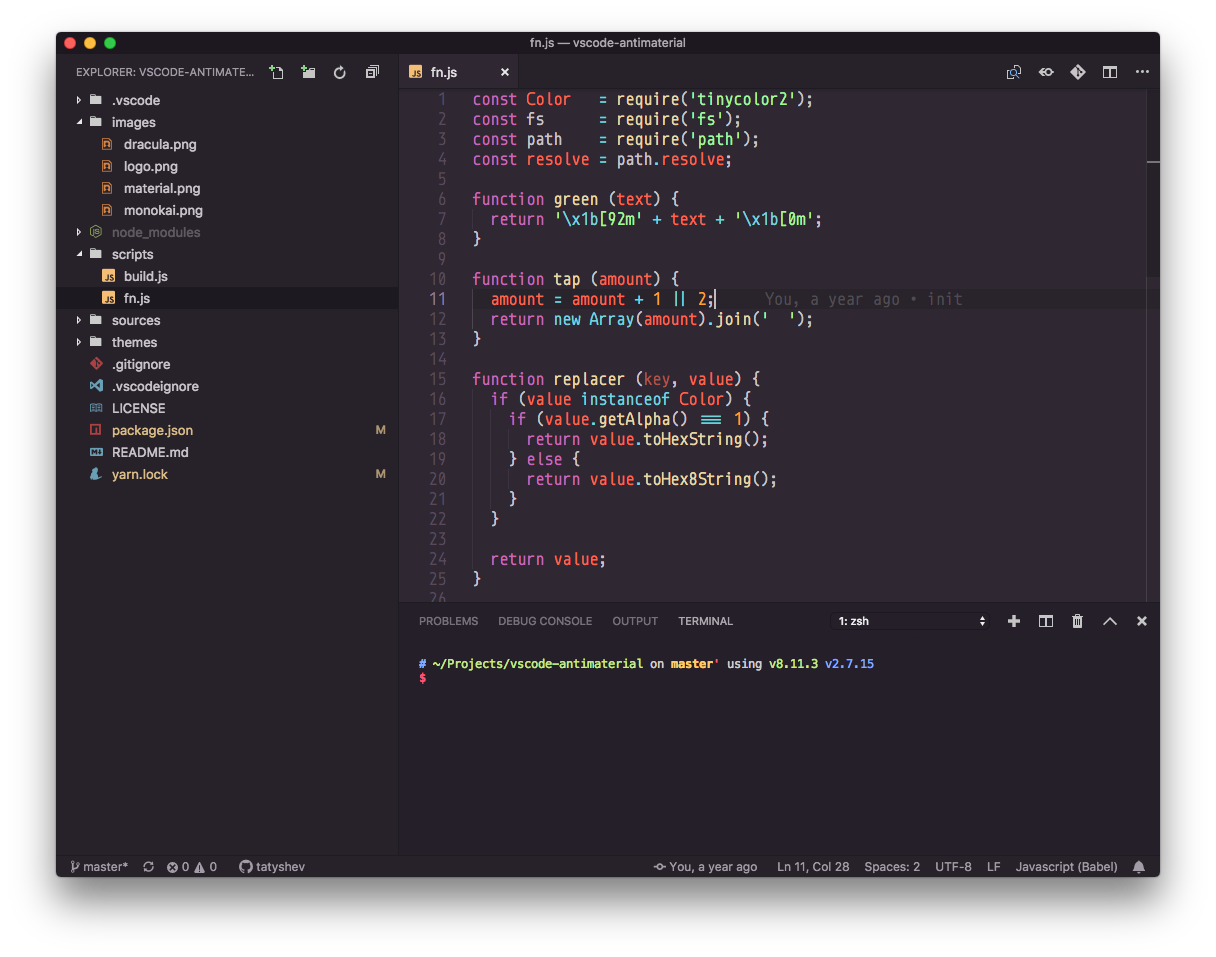 fn.js — vscode-antimaterial
EXPLORER: VSCODE-ANTIMATE...
.vscode
images
dracula.png
logo.png
material.png
monokai.png
node_modules
scripts
build.js
fn.js
sources
themes
.gitignore
.vscodeignore
LICENSE
package.json M
README.md
yarn.lock M
JS fn.js
1 const Color   = require('tinycolor2');
2 const fs      = require('fs');
3 const path    = require('path');
4 const resolve = path.resolve;
5
6 function green (text) {
7   return '\x1b[92m' + text + '\x1b[0m';
8 }
9
10 function tap (amount) {
11   amount = amount + 1 || 2;     You, a year ago • init
12   return new Array(amount).join('  ');
13 }
14
15 function replacer (key, value) {
16   if (value instanceof Color) {
17     if (value.getAlpha() === 1) {
18       return value.toHexString();
19     } else {
20       return value.toHex8String();
21     }
22   }
23
24   return value;
25 }
26
PROBLEMS DEBUG CONSOLE OUTPUT TERMINAL 1: zsh
# ~/Projects/vscode-antimaterial on master' using v8.11.3 v2.7.15
$
master* 0 0 tatyshev You, a year ago Ln 11, Col 28 Spaces: 2 UTF-8 LF Javascript (Babel)